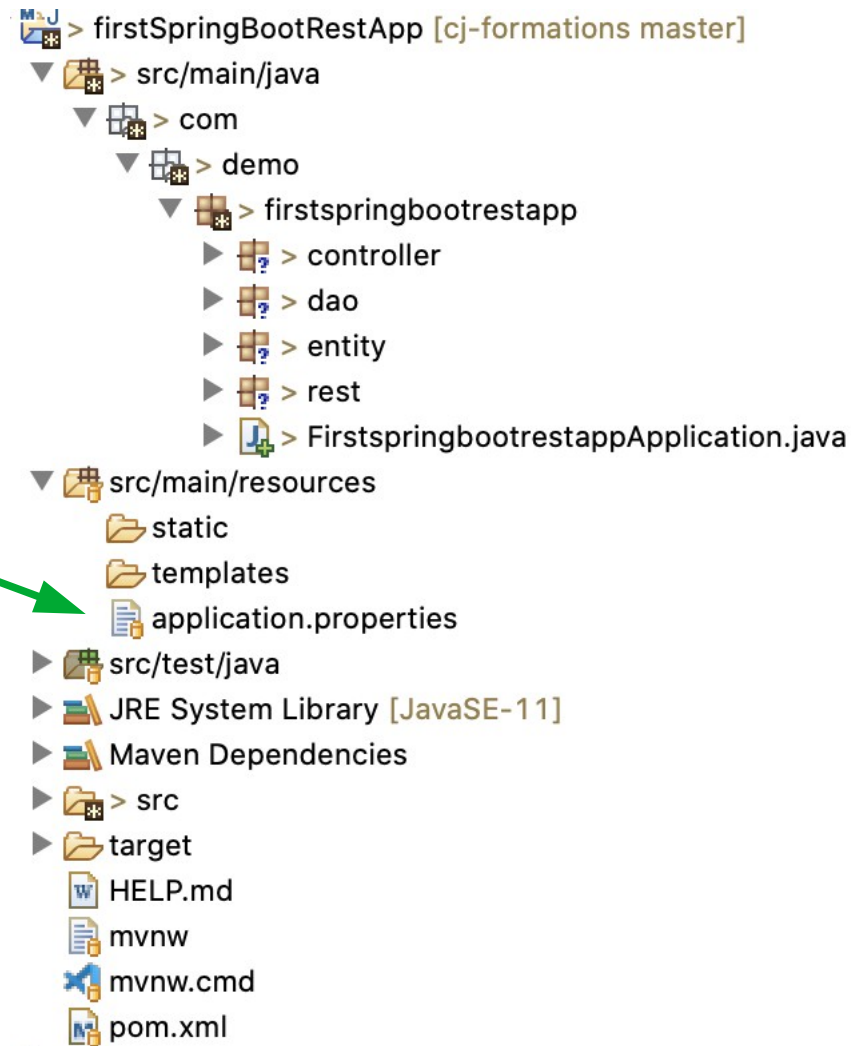 > firstSpringBootRestApp [cj-formations master]
> src/main/java
> com
> demo
> firstspringbootrestapp
> controller
> dao
> entity
> rest
> FirstspringbootrestappApplication.java
src/main/resources
static
templates
application.properties
src/test/java
JRE System Library [JavaSE-11]
Maven Dependencies
> src
target
HELP.md
mvnw
mvnw.cmd
pom.xml